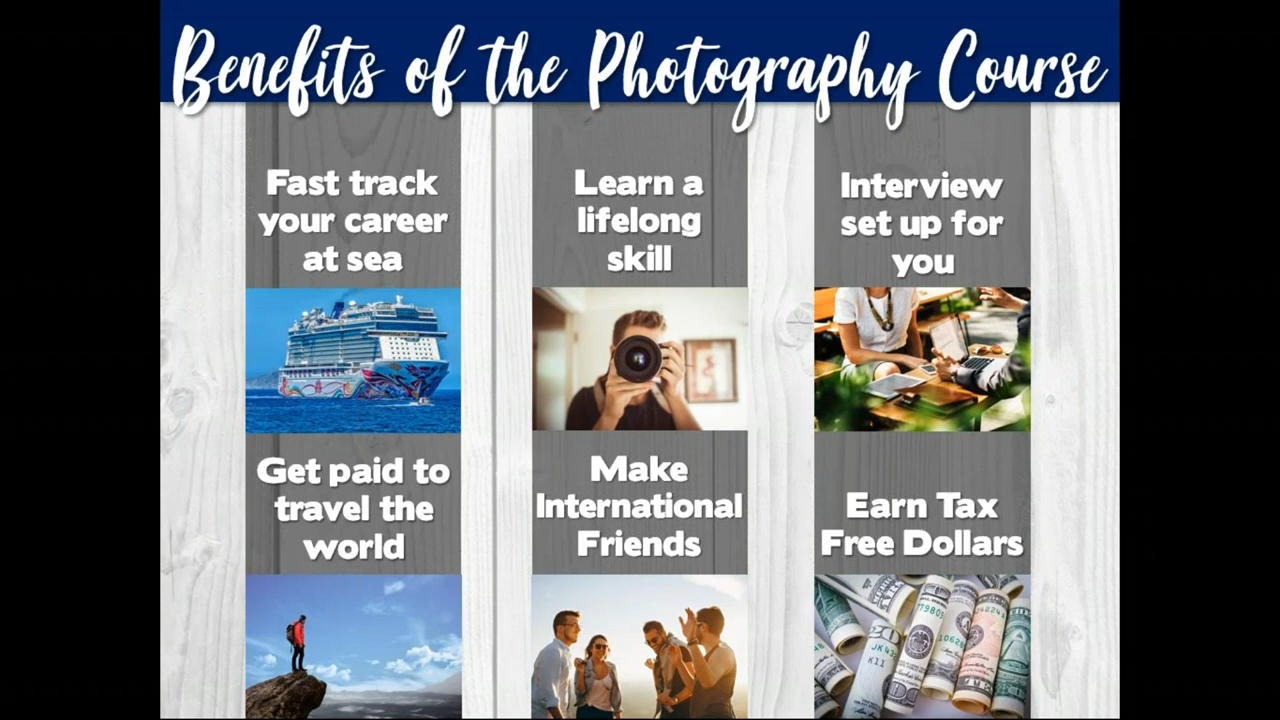 Benefits of the Photography Course
Fast track
your career
at sea
Learn a
lifelong
skill
Interview
set up for
you
Get paid to
travel the
world
Make
International
Friends
Earn Tax
Free Dollars